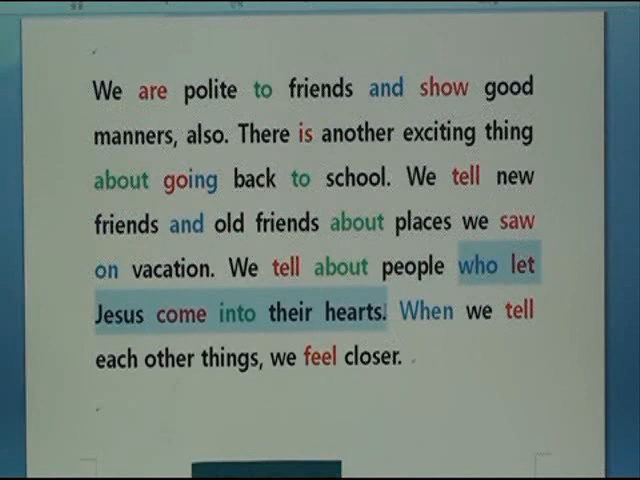 We are polite to friends and show good
manners, also. There is another exciting thing
about going back to school. We tell new
friends and old friends about places we saw
on vacation. We tell about people who let
Jesus come into their hearts. When we tell
each other things, we feel closer.